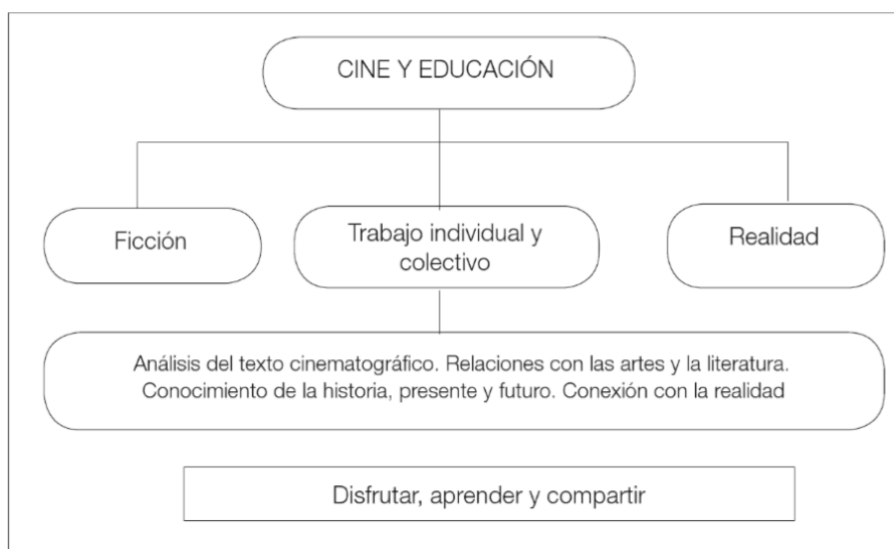 CINE Y EDUCACIÓN
Ficción
Trabajo individual y
colectivo
Realidad
Análisis del texto cinematográfico. Relaciones con las artes y la literatura.
Conocimiento de la historia, presente y futuro. Conexión con la realidad
Disfrutar, aprender y compartir